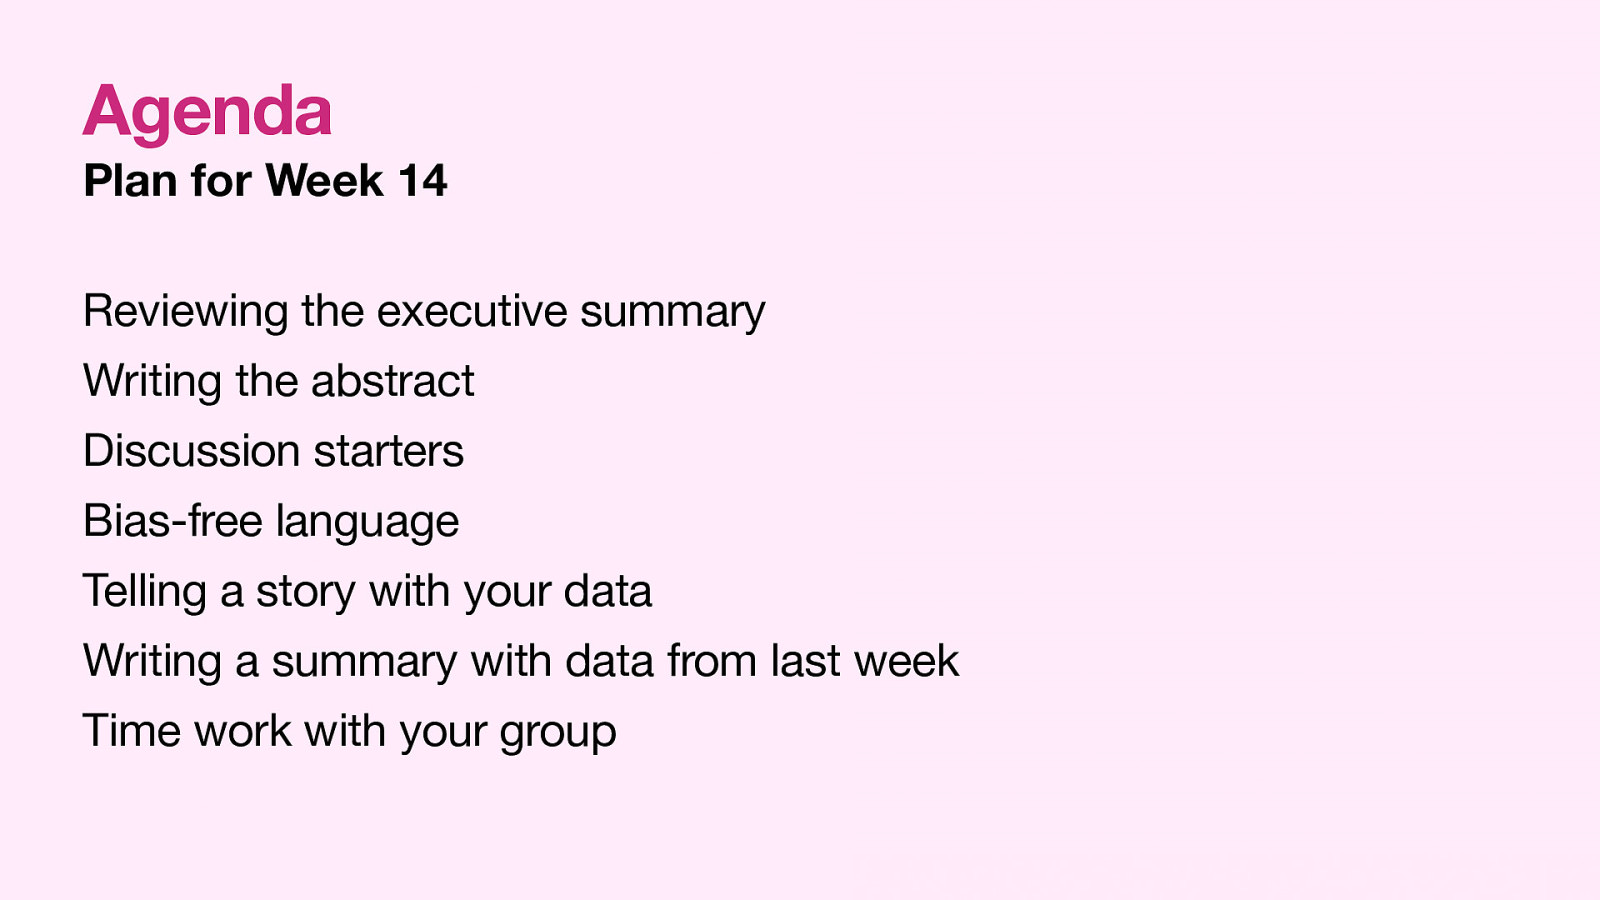 Agenda
Plan for Week 14
Reviewing the executive summary
Writing the abstract
Discussion starters
Bias-free language
Telling a story with your data
Writing a summary with data from last week
Time work with your group